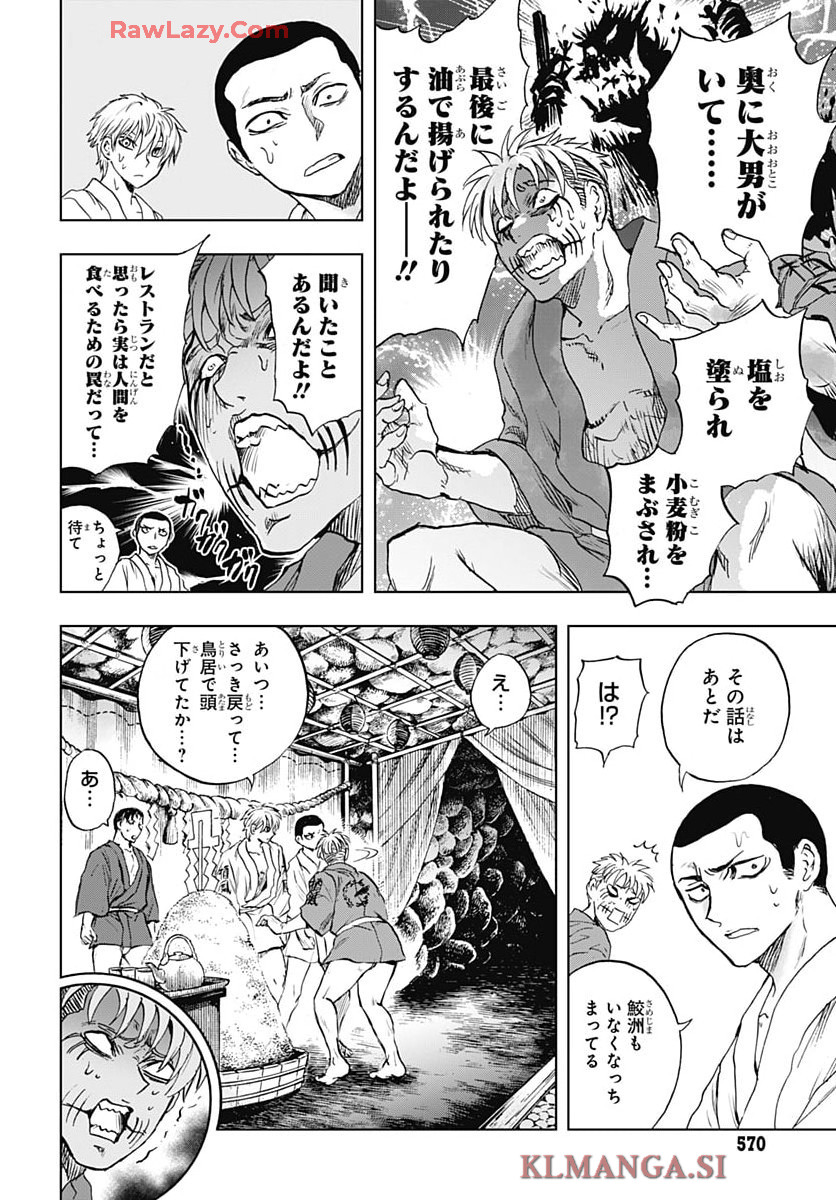 RawLazy.Com
奥に大男が
いて……
最後に
油で揚げられたり
するんだよ——!!
塩を
塗られ
小麦粉を
まぶされ…
聞いたこと
あるんだよ!!
レストランだと
思ったら実は人間を
食べるための罠だって…
ガクガクガク
ちょっと
待て
その話は
あとだ
は!?
鮫洲も
いなくなっち
まってる
え…
あいつ…
さっき戻って…
鳥居で頭
下げてたか…?
あ…
570
KLMANGA.SI